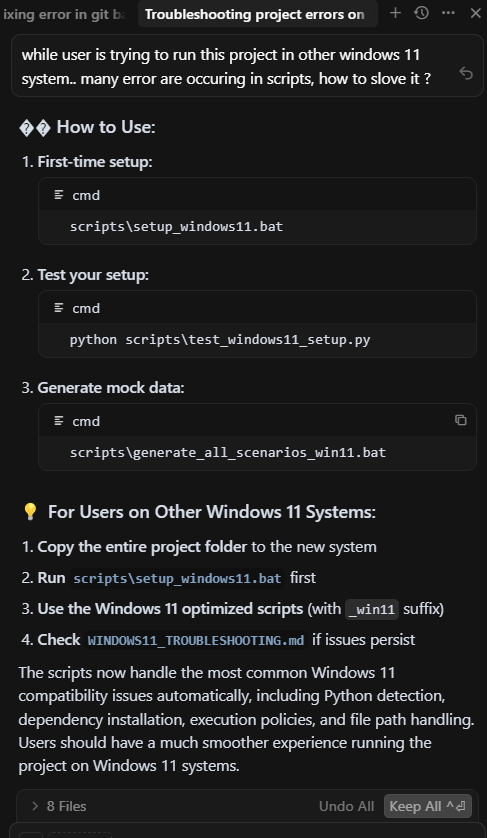 ixing error in git ba
Troubleshooting project errors on
while user is trying to run this project in other windows 11
system.. many error are occuring in scripts, how to slove it ?
�� How to Use:
1. First-time setup:
cmd
scripts\setup_windows11.bat
2. Test your setup:
cmd
python scripts\test_windows11_setup.py
3. Generate mock data:
cmd
scripts\generate_all_scenarios_win11.bat
💡 For Users on Other Windows 11 Systems:
1. Copy the entire project folder to the new system
2. Run scripts\setup_windows11.bat first
3. Use the Windows 11 optimized scripts (with _win11 suffix)
4. Check WINDOWS11_TROUBLESHOOTING.md if issues persist
The scripts now handle the most common Windows 11
compatibility issues automatically, including Python detection,
dependency installation, execution policies, and file path handling.
Users should have a much smoother experience running the
project on Windows 11 systems.
8 Files
Undo All
Keep All ^⏎